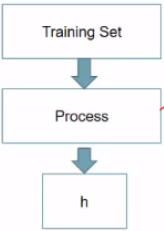 Training Set
Process
h